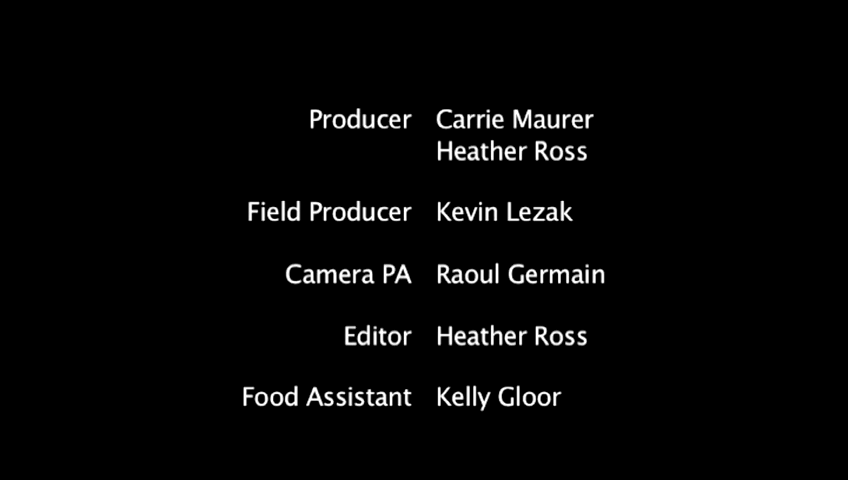 Producer Carrie Maurer
Heather Ross
Field Producer Kevin Lezak
Camera PA Raoul Germain
Editor Heather Ross
Food Assistant Kelly Gloor